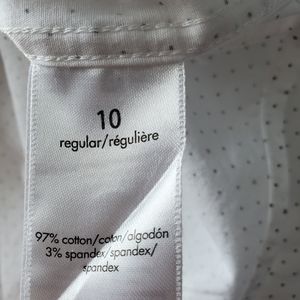 10
regular/régulière
97% cotton/coton/algodón
3% spandex/spandex/
spandex